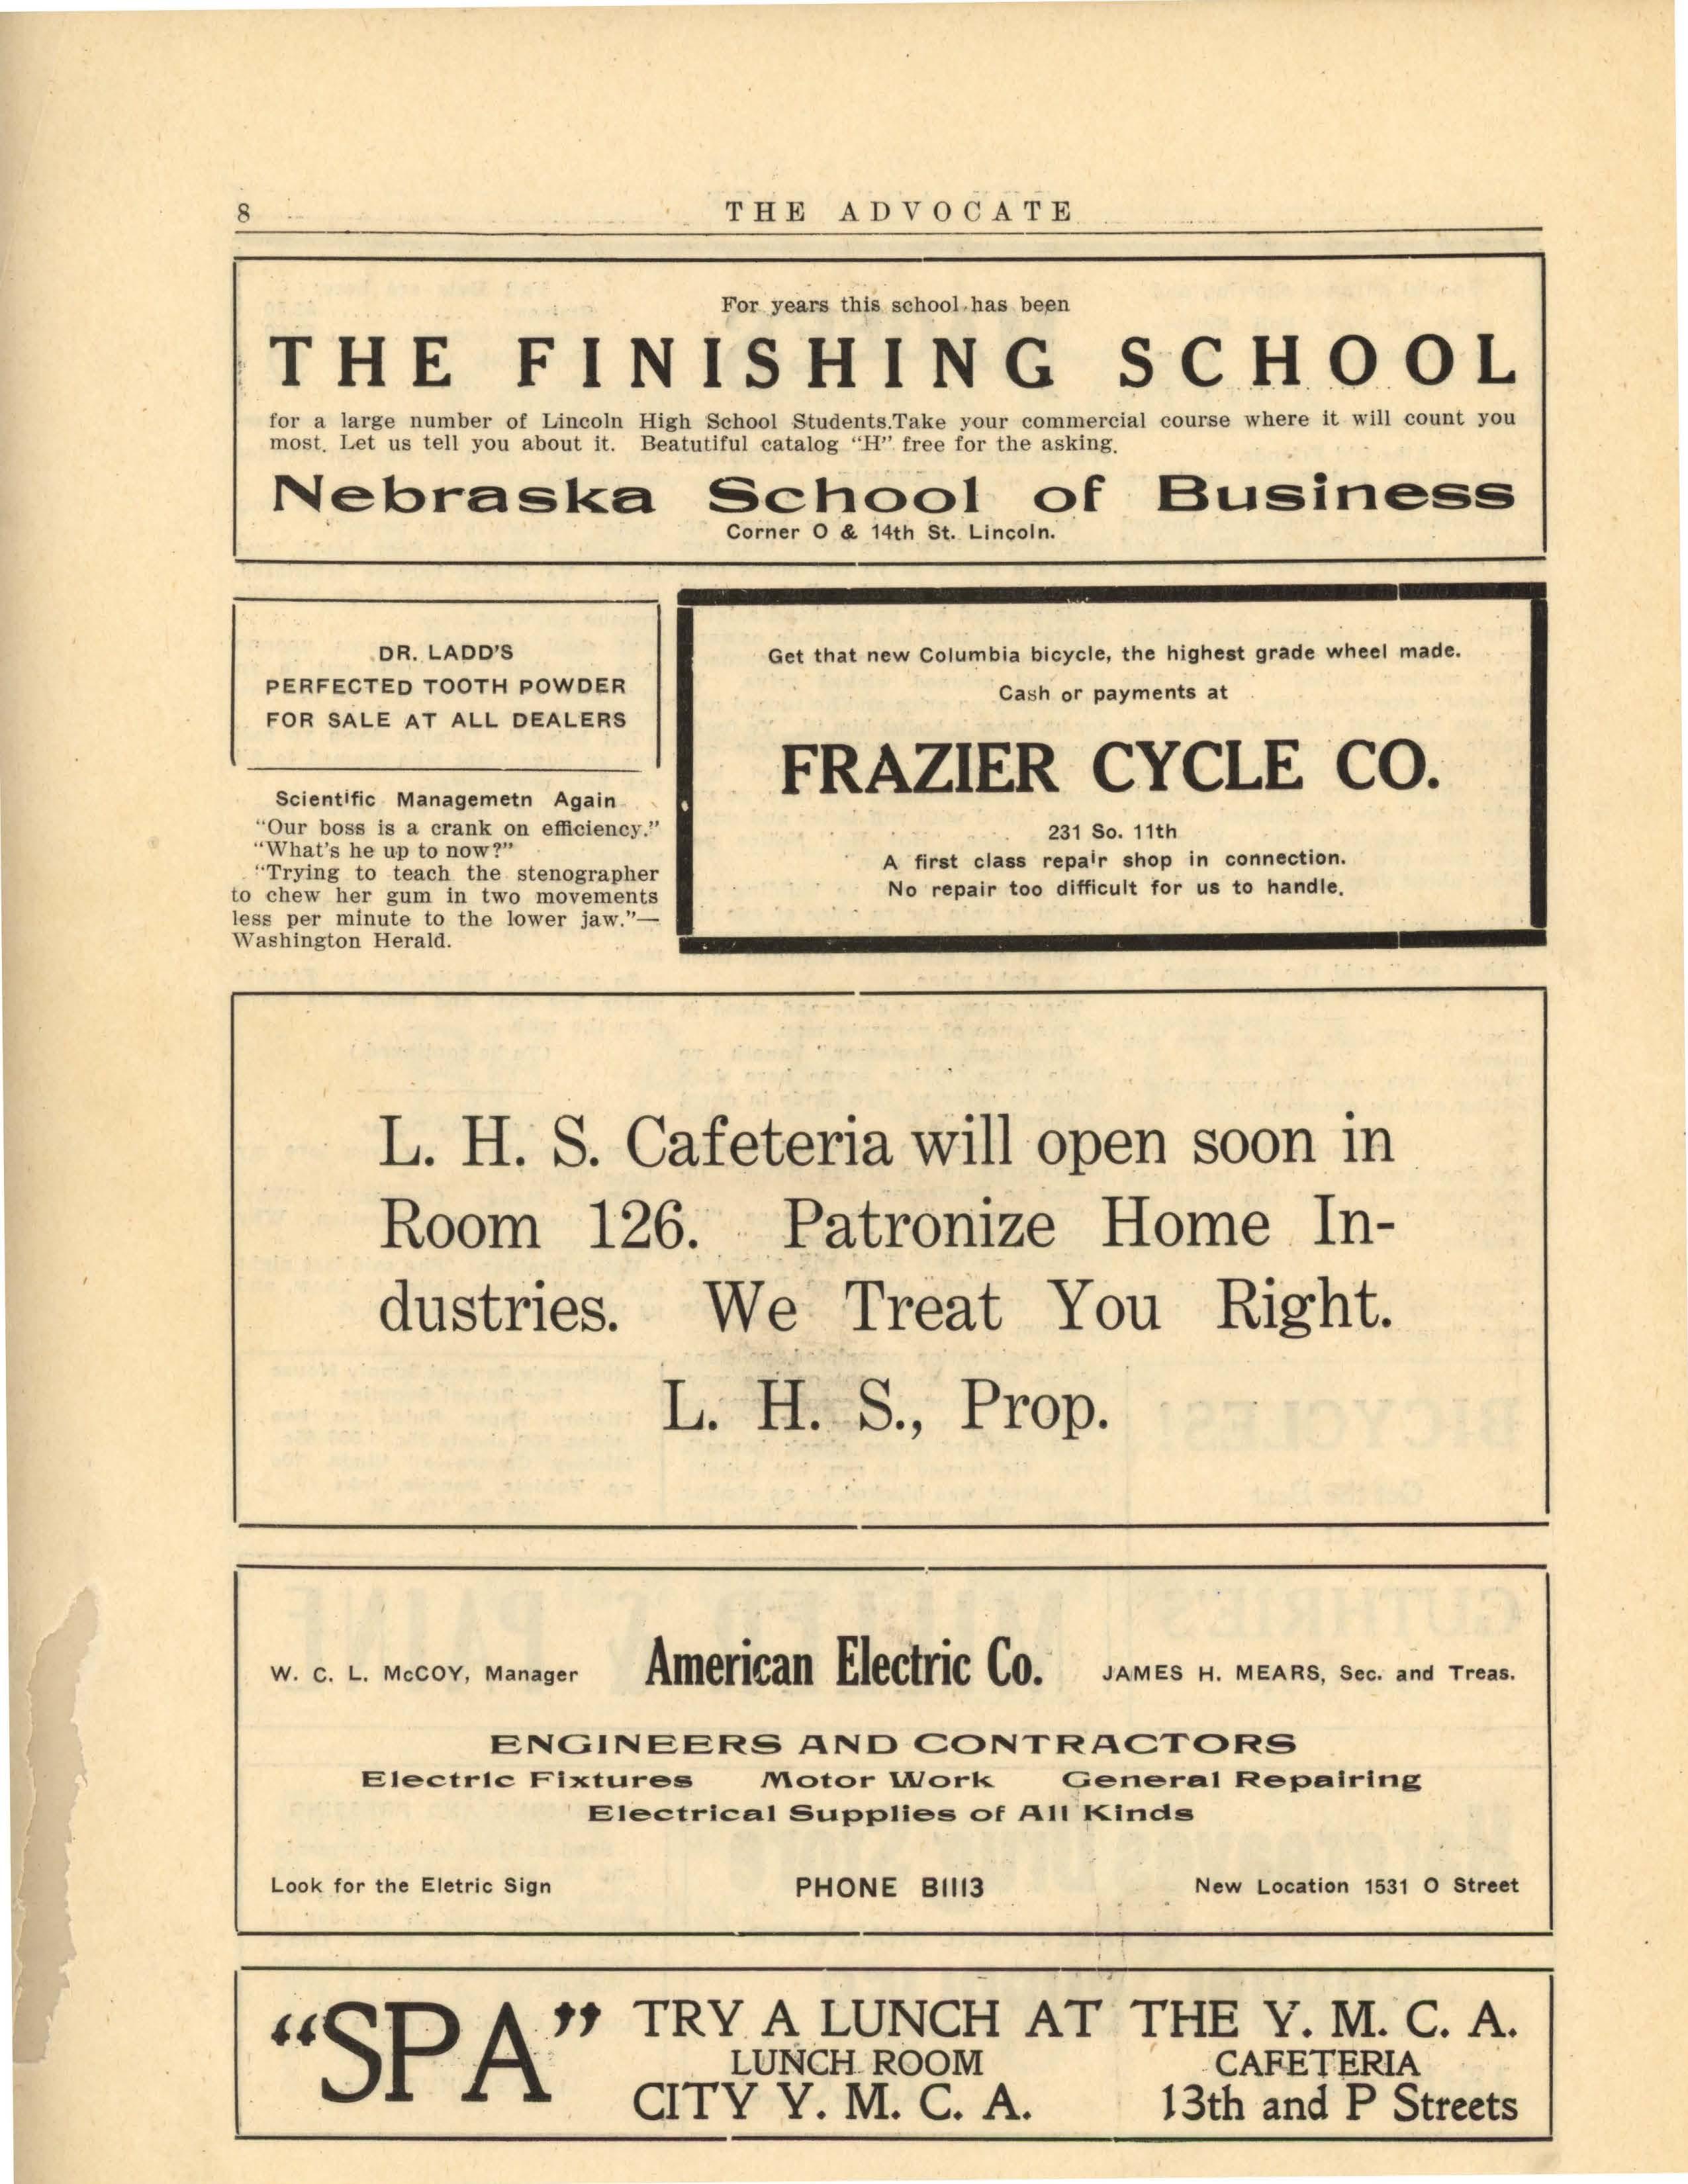 8
THE ADVOCATE
For years this school has been
THE FINISHING SCHOOL
for a large number of Lincoln High School Students.Take your commercial course where it will count you
most. Let us tell you about it. Beatutiful catalog “H” free for the asking.
Nebraska School of Business
Corner O & 14th St. Lincoln.
DR. LADD'S
PERFECTED TOOTH POWDER
FOR SALE AT ALL DEALERS
Scientific Managemetn Again
“Our boss is a crank on efficiency.”
“What's he up to now?”
“Trying to teach the stenographer
to chew her gum in two movements
less per minute to the lower jaw.”—
Washington Herald.
Get that new Columbia bicycle, the highest grade wheel made.
Cash or payments at
FRAZIER CYCLE CO.
231 So. 11th
A first class repair shop in connection.
No repair too difficult for us to handle.
L. H. S. Cafeteria will open soon in
Room 126. Patronize Home In-
dustries. We Treat You Right.
L. H. S., Prop.
W. C. L. McCOY, Manager American Electric Co. JAMES H. MEARS, Sec. and Treas.
ENGINEERS AND CONTRACTORS
Electric Fixtures Motor Work General Repairing
Electrical Supplies of All Kinds
Look for the Eletric Sign PHONE B1113 New Location 1531 O Street
“SPA” TRY A LUNCH AT THE Y. M. C. A.
LUNCH ROOM CAFETERIA
CITY Y. M. C. A. 13th and P Streets